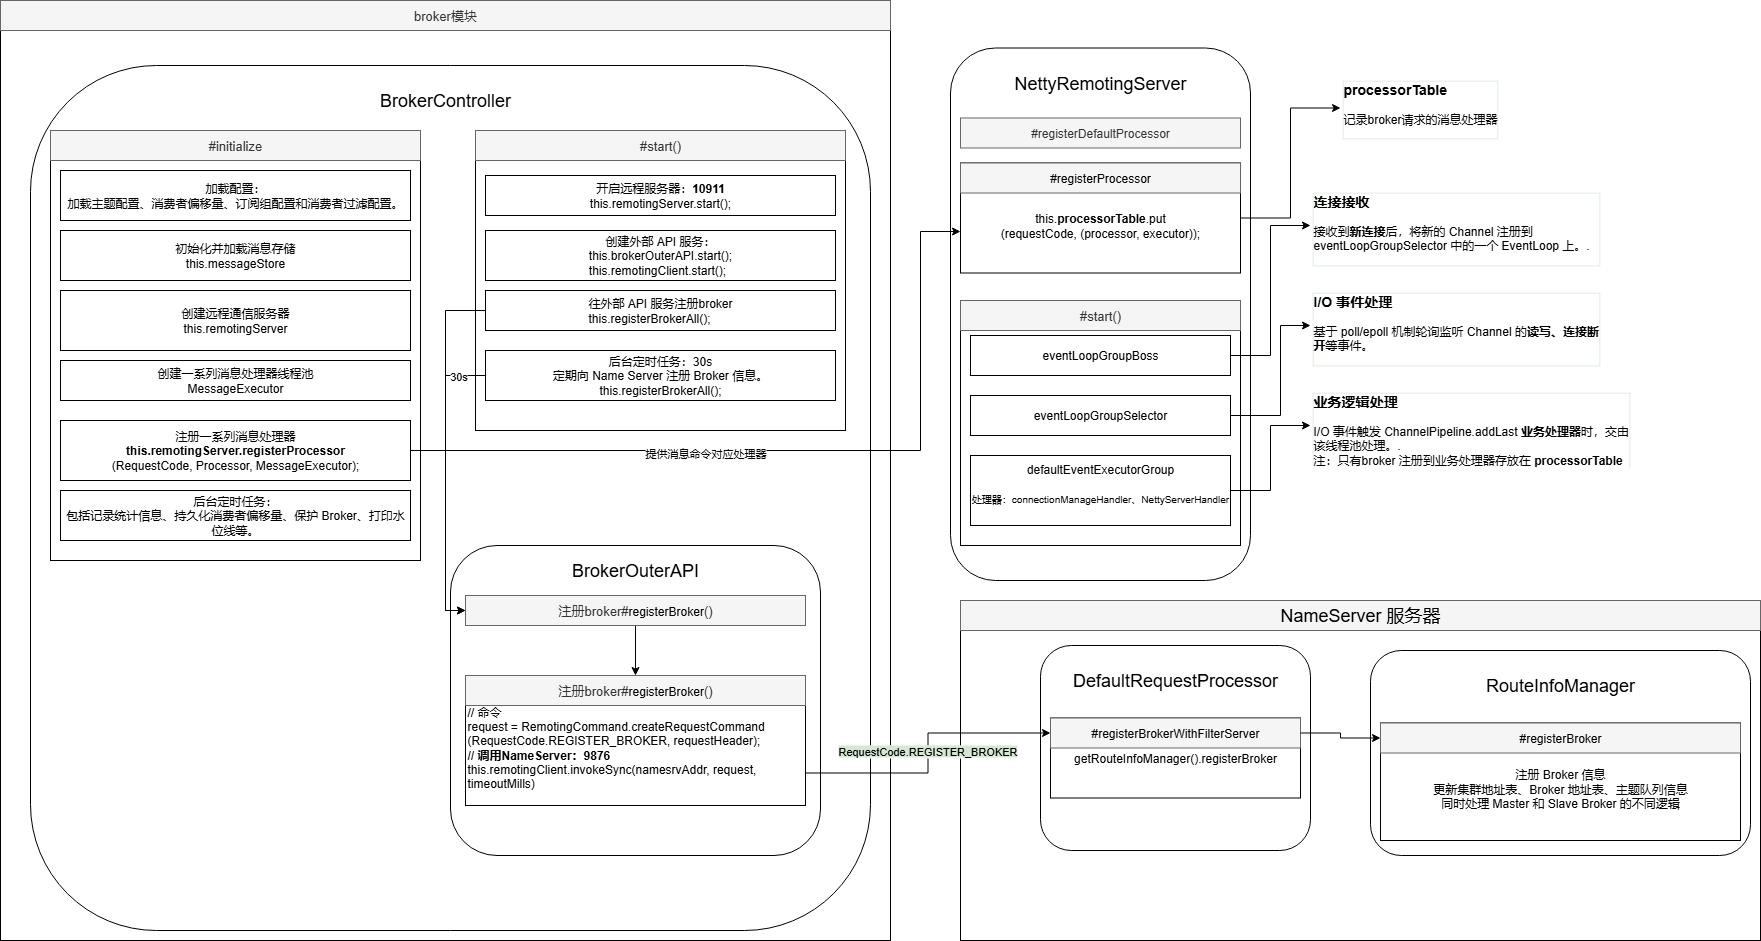 broker模块
BrokerController
#initialize
加载配置：
加载主题配置、消费者偏移量、订阅组配置和消费者过滤配置。
初始化并加载消息存储
this.messageStore
创建远程通信服务器
this.remotingServer
创建一系列消息处理器线程池
MessageExecutor
注册一系列消息处理器
this.remotingServer.registerProcessor
(RequestCode, Processor, MessageExecutor);
后台定时任务：
包括记录统计信息、持久化消费者偏移量、保护 Broker、打印水
位线等。
#start()
开启远程服务器：10911
this.remotingServer.start();
创建外部 API 服务：
this.brokerOuterAPI.start();
this.remotingClient.start();
往外部 API 服务注册broker
this.registerBrokerAll();
后台定时任务：30s
定期向 Name Server 注册 Broker 信息。
this.registerBrokerAll();
30s
提供消息命令对应处理器
BrokerOuterAPI
注册broker#registerBroker()
注册broker#registerBroker()
// 命令
request = RemotingCommand.createRequestCommand
(RequestCode.REGISTER_BROKER, requestHeader);
// 调用NameServer：9876
this.remotingClient.invokeSync(namesrvAddr, request,
timeoutMills)
RequestCode.REGISTER_BROKER
NettyRemotingServer
#registerDefaultProcessor
#registerProcessor
this.processorTable.put
(requestCode, (processor, executor));
#start()
eventLoopGroupBoss
eventLoopGroupSelector
defaultEventExecutorGroup
处理器：connectionManageHandler、NettyServerHandler
processorTable
记录broker请求的消息处理器
连接接收
接收到新连接后，将新的 Channel 注册到
eventLoopGroupSelector 中的一个 EventLoop 上。.
I/O 事件处理
基于 poll/epoll 机制轮询监听 Channel 的读写、连接断
开等事件。
业务逻辑处理
I/O 事件触发 ChannelPipeline.addLast 业务处理器时，交由
该线程池处理。.
注：只有broker 注册到业务处理器存放在 processorTable
NameServer 服务器
DefaultRequestProcessor
#registerBrokerWithFilterServer
getRouteInfoManager().registerBroker
RouteInfoManager
#registerBroker
注册 Broker 信息
更新集群地址表、Broker 地址表、主题队列信息
同时处理 Master 和 Slave Broker 的不同逻辑